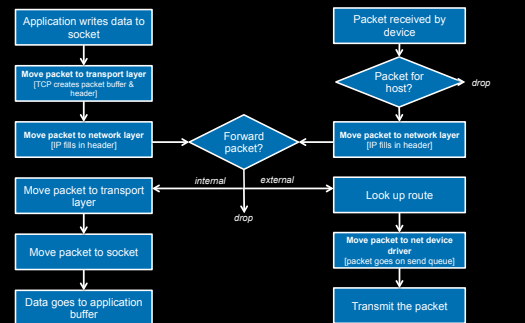 Application writes data to
socket
Move packet to transport layer
[TCP creates packet buffer &
header]
Move packet to network layer
[IP fills in header]
Packet received by
device
Packet for
host?
drop
Move packet to network layer
[IP fills in header]
Forward
packet?
internal
external
drop
Move packet to transport
layer
Move packet to socket
Data goes to application
buffer
Look up route
Move packet to net device
driver
[packet goes on send queue]
Transmit the packet